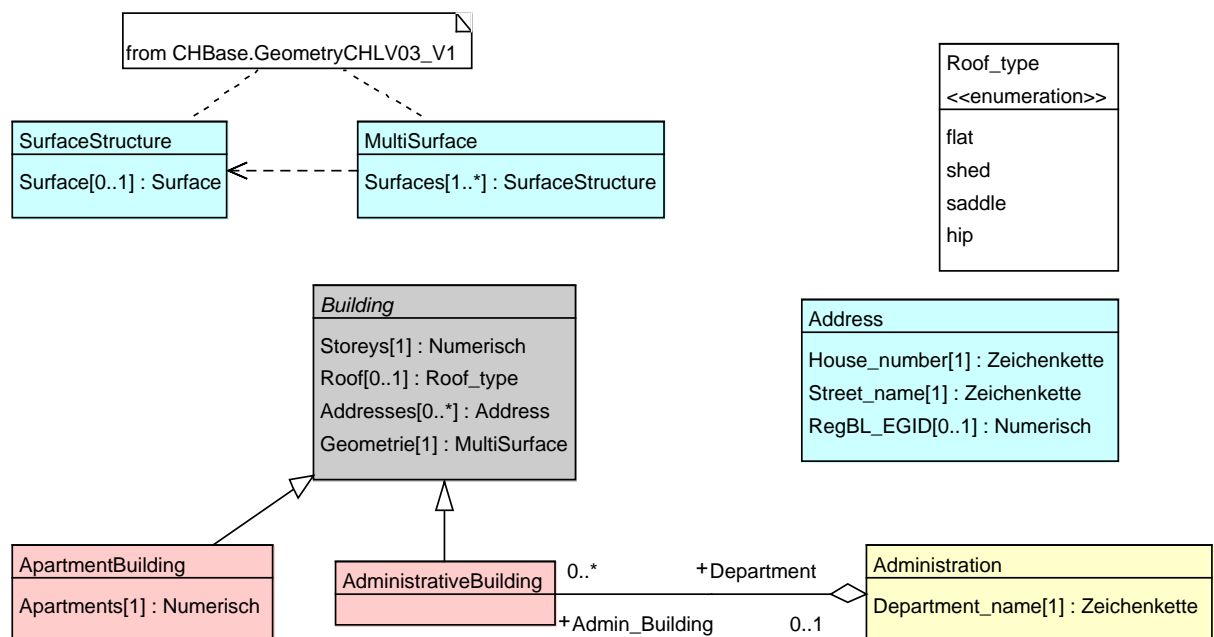 from CHBase.GeometryCHLV03_V1
SurfaceStructure
Surface[0..1] : Surface
MultiSurface
Surfaces[1..*] : SurfaceStructure
Roof_type
<<enumeration>>
flat
shed
saddle
hip
Building
Storeys[1] : Numerisch
Roof[0..1] : Roof_type
Addresses[0..*] : Address
Geometrie[1] : MultiSurface
Address
House_number[1] : Zeichenkette
Street_name[1] : Zeichenkette
RegBL_EGID[0..1] : Numerisch
ApartmentBuilding
Apartments[1] : Numerisch
AdministrativeBuilding
0..*
+Department
+Admin_Building
0..1
Administration
Department_name[1] : Zeichenkette